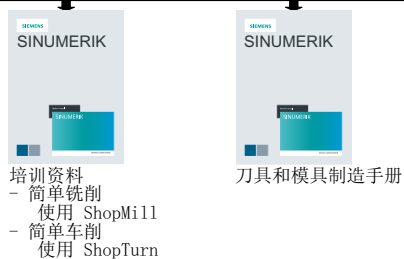 SIEMENS
SINUMERIK
SINUMERIK
培训资料
- 简单铣削
使用 ShopMill
- 简单车削
使用 ShopTurn
SIEMENS
SINUMERIK
SINUMERIK
刀具和模具制造手册